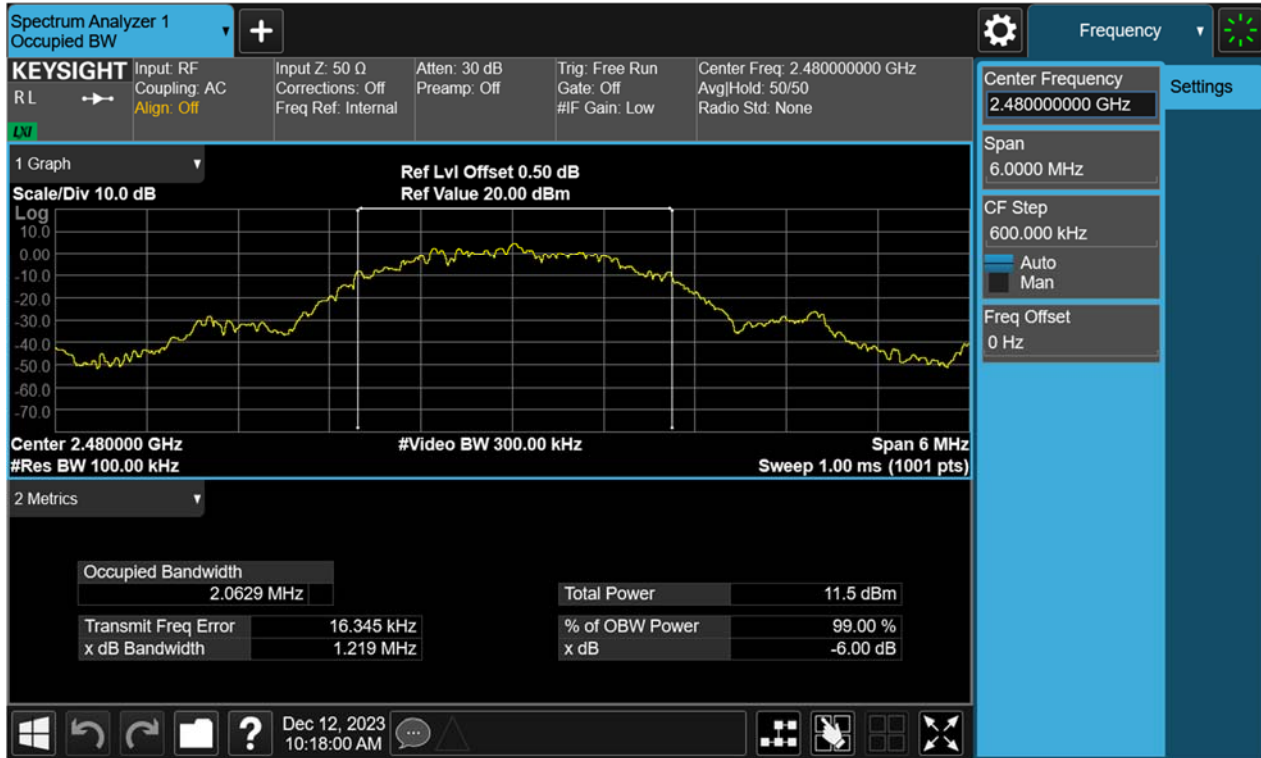 Spectrum Analyzer 1
Occupied BW
Frequency
KEYSIGHT
R L
LXI
Input: RF
Coupling: AC
Align: Off
Input Z: 50 Ω
Corrections: Off
Freq Ref: Internal
Atten: 30 dB
Preamp: Off
Trig: Free Run
Gate: Off
#IF Gain: Low
Center Freq: 2.480000000 GHz
Avg|Hold: 50/50
Radio Std: None
Center Frequency
2.480000000 GHz
Settings
Span
6.0000 MHz
CF Step
600.000 kHz
Auto
Man
Freq Offset
0 Hz
1 Graph
Scale/Div 10.0 dB
Ref Lvl Offset 0.50 dB
Ref Value 20.00 dBm
Log
10.0
0.00
-10.0
-20.0
-30.0
-40.0
-50.0
-60.0
-70.0
Center 2.480000 GHz
#Video BW 300.00 kHz
Span 6 MHz
#Res BW 100.00 kHz
Sweep 1.00 ms (1001 pts)
2 Metrics
Occupied Bandwidth
2.0629 MHz
Total Power 11.5 dBm
Transmit Freq Error 16.345 kHz
% of OBW Power 99.00 %
x dB Bandwidth 1.219 MHz
x dB -6.00 dB
?
Dec 12, 2023
10:18:00 AM